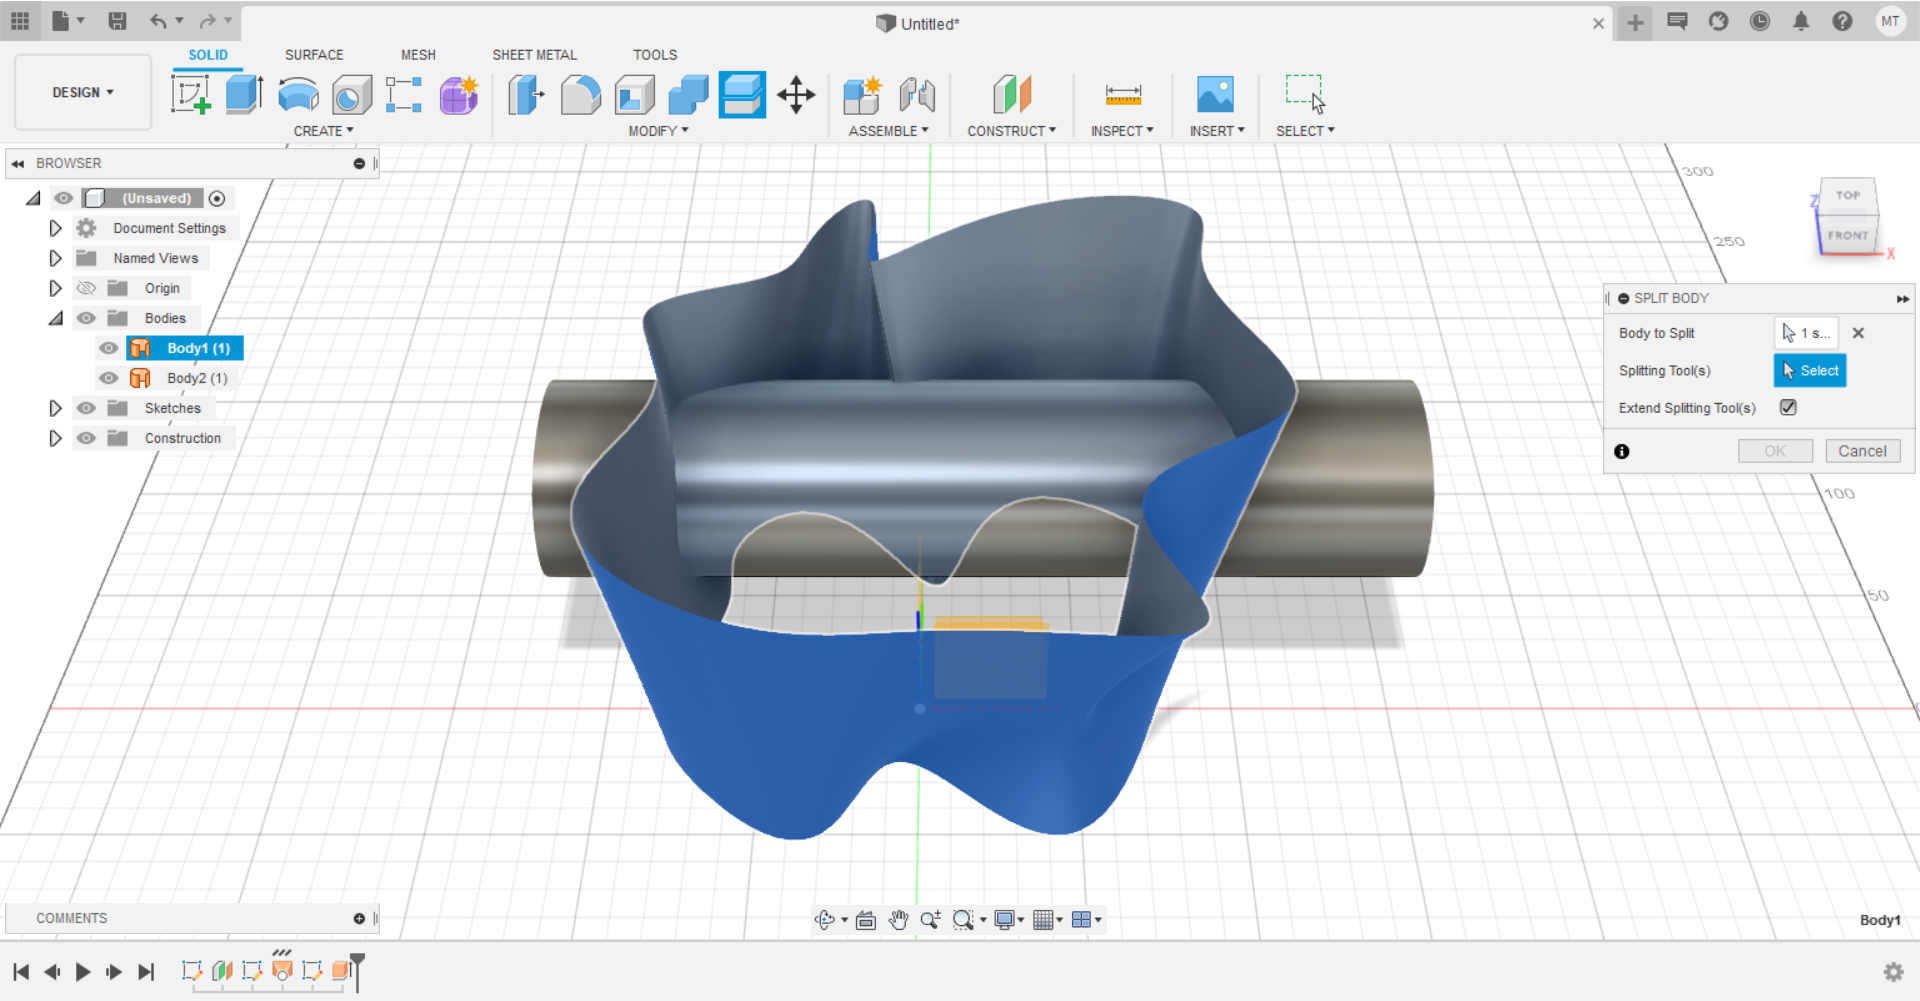 Untitled*
MT
SOLID SURFACE MESH SHEET METAL TOOLS
DESIGN
CREATE MODIFY ASSEMBLE CONSTRUCT INSPECT INSERT SELECT
BROWSER
(Unsaved)
Document Settings
Named Views
Origin
Bodies
Body1 (1)
Body2 (1)
Sketches
Construction
300
250
100
50
TOP
FRONT
Z
X
SPLIT BODY
Body to Split 1 s...
Splitting Tool(s) Select
Extend Splitting Tool(s)
OK Cancel
COMMENTS
Body1